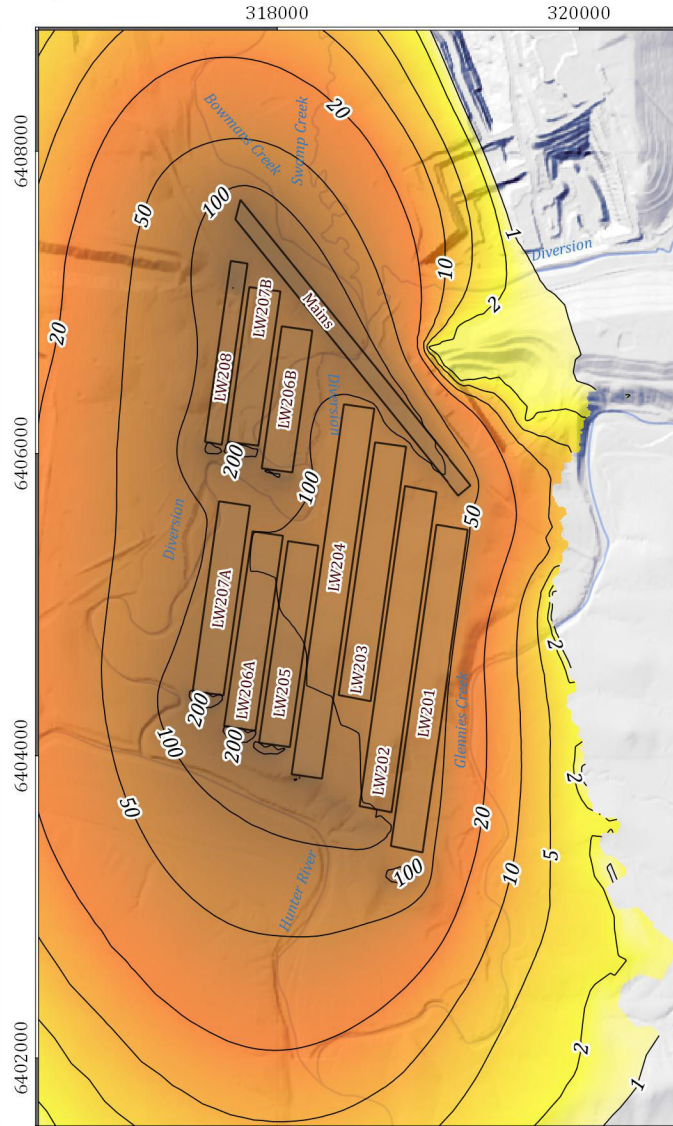 318000
320000
6408000
6406000
6404000
6402000
20
Bowmans Creek
Swamp Creek
50
100
1
Diversion
10
2
20
Mains
LW207B
LW208
LW206B
Diversion
200
100
50
Diversion
LW204
LW207A
LW203
LW206A
LW205
LW201
Glennies Creek
2
200
200
100
LW202
2
50
20
5
10
100
Hunter River
2
1